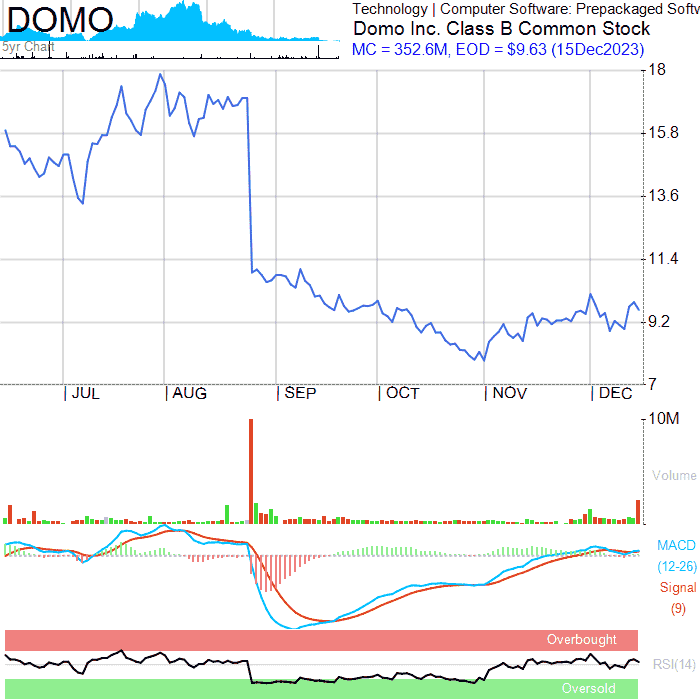 DOMO
5yr Chart
Technology | Computer Software: Prepackaged Softw
Domo Inc. Class B Common Stock
MC = 352.6M, EOD = $9.63 (15Dec2023)
18
15.8
13.6
11.4
9.2
7
| JUL | AUG | SEP | OCT | NOV | DEC
10M
Volume
MACD
(12-26)
Signal
(9)
Overbought
RSI(14)
Oversold